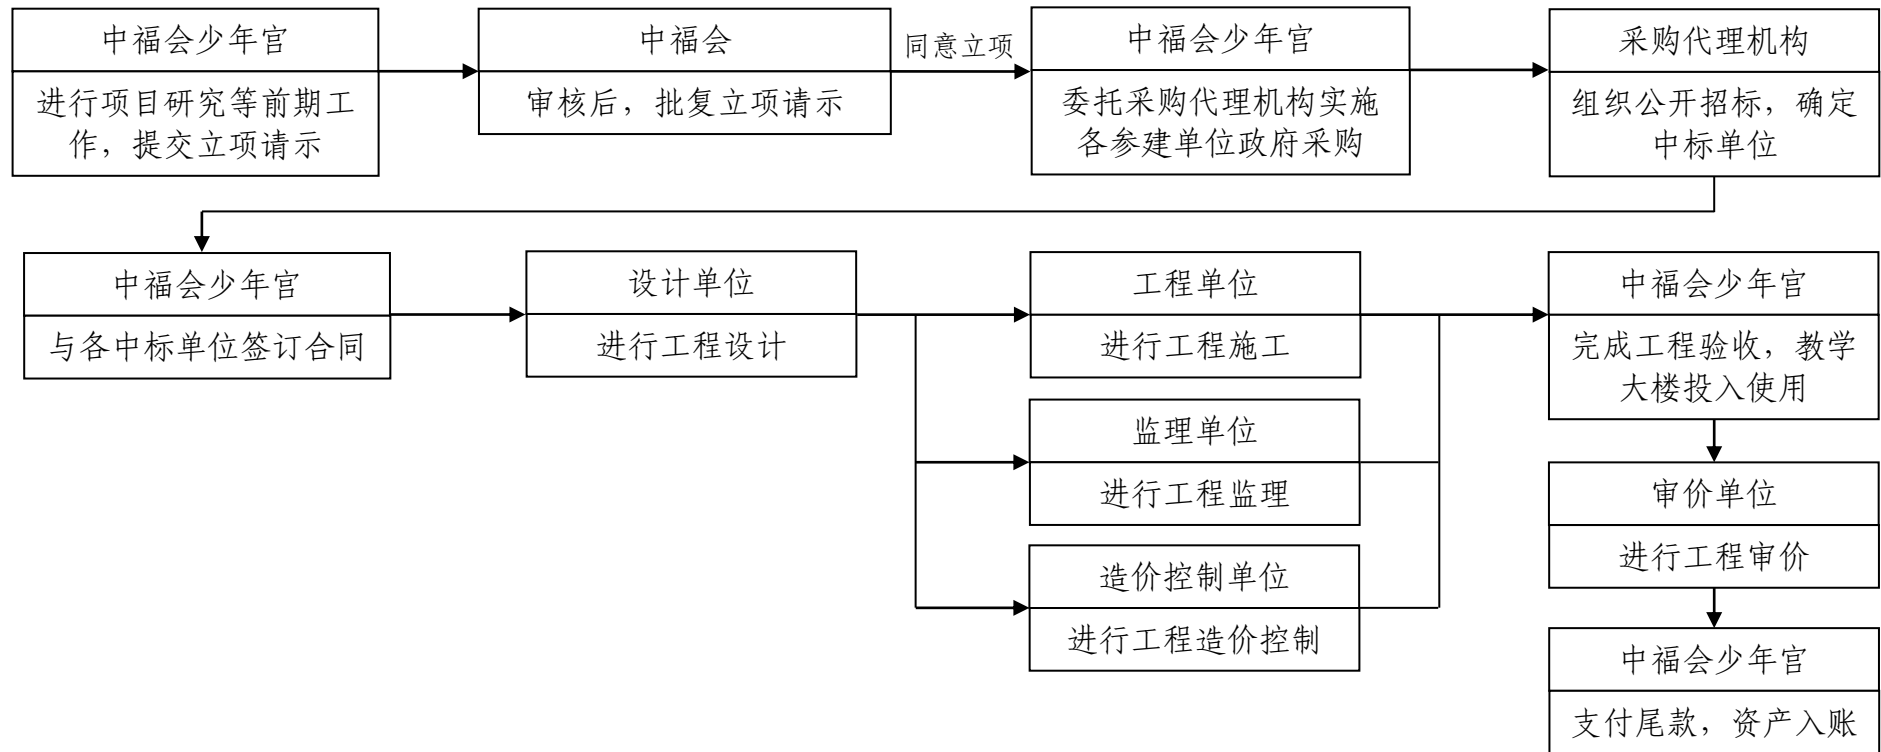 中福会少年宫
进行项目研究等前期工
作，提交立项请示
中福会
审核后，批复立项请示
同意立项
中福会少年宫
委托采购代理机构实施
各参建单位政府采购
采购代理机构
组织公开招标，确定
中标单位
中福会少年宫
与各中标单位签订合同
设计单位
进行工程设计
工程单位
进行工程施工
监理单位
进行工程监理
造价控制单位
进行工程造价控制
中福会少年宫
完成工程验收，教学
大楼投入使用
审价单位
进行工程审价
中福会少年宫
支付尾款，资产入账